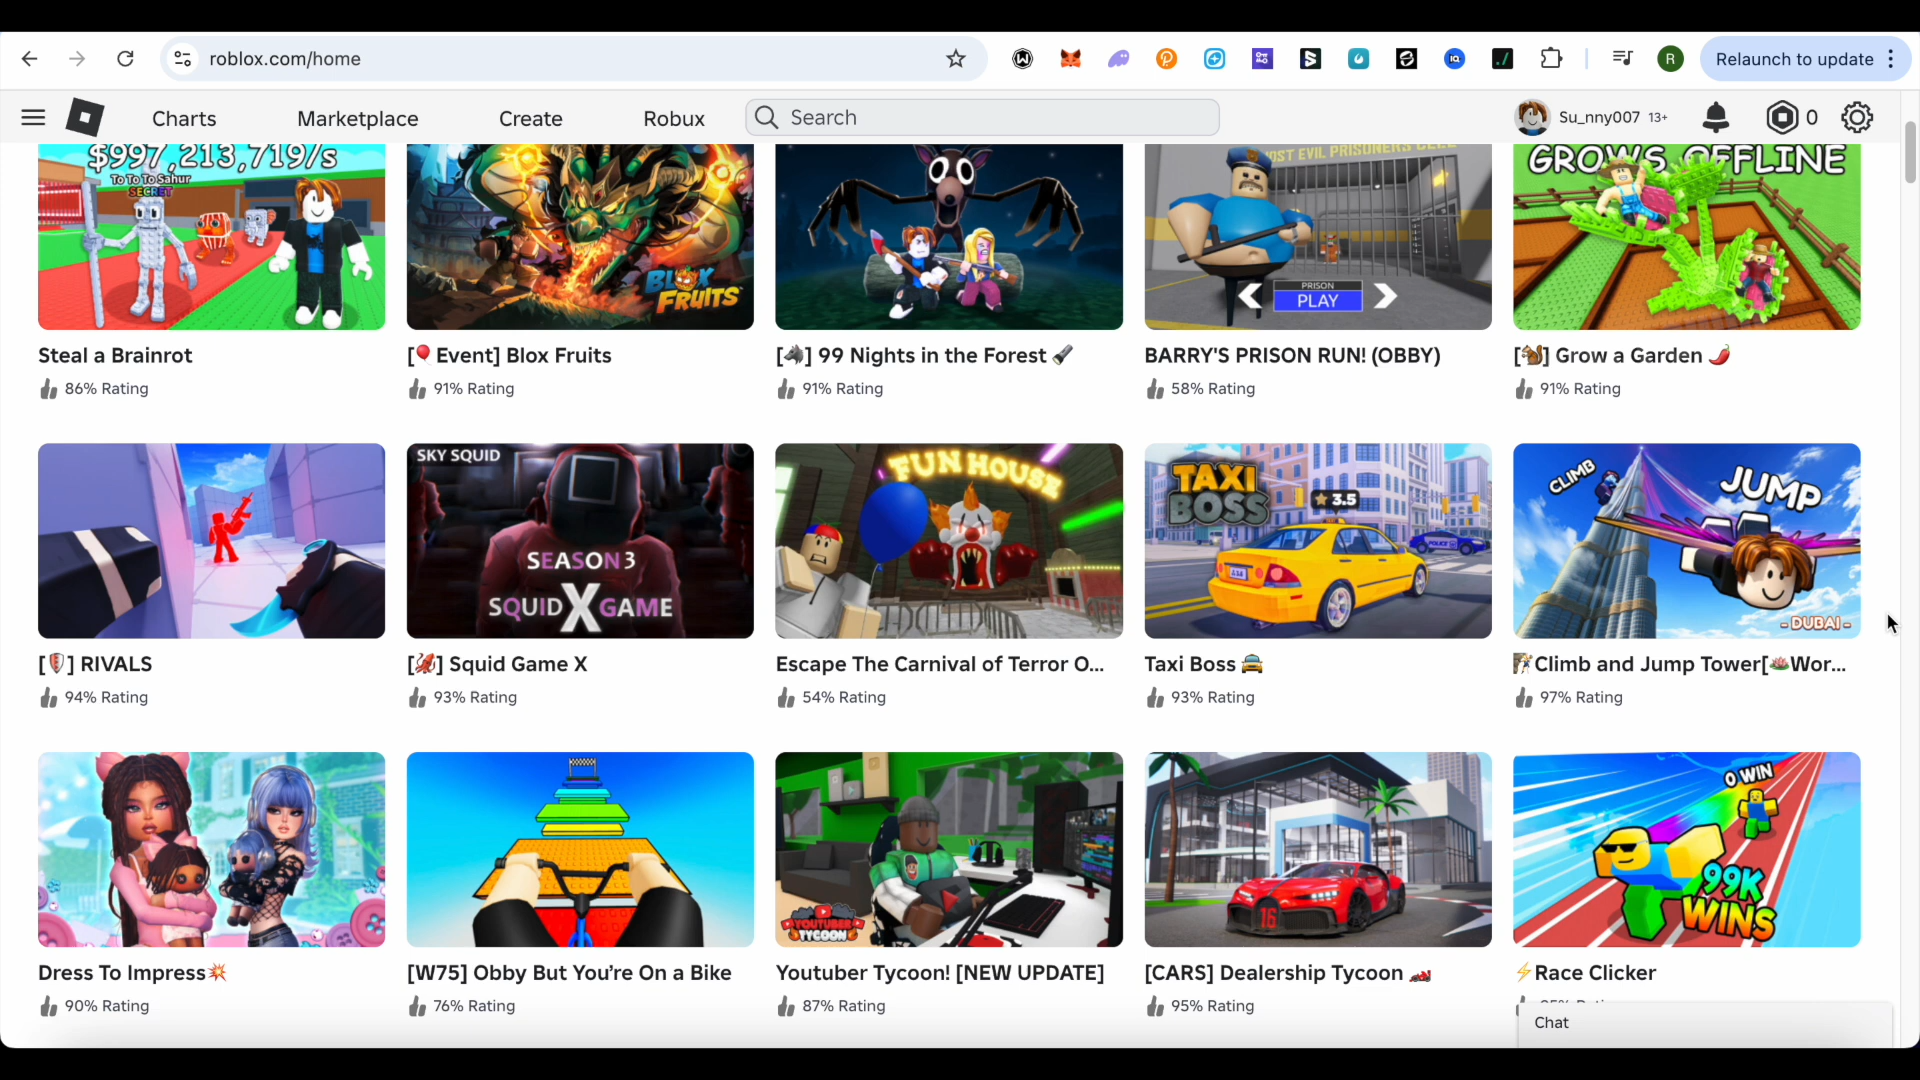 roblox.com/home
Relaunch to update
Charts
Marketplace
Create
Robux
Search
Su_nny007 13+
0
$997,213,719/s
To To To Sahur
SECRET
BLOX
FRUITS
MOST EVIL PRISONERS CELL
PRISON
PLAY
GROWS OFFLINE
Steal a Brainrot
[🎈Event] Blox Fruits
[🐺] 99 Nights in the Forest 🔦
BARRY'S PRISON RUN! (OBBY)
[🐿️] Grow a Garden 🌶️
86% Rating
91% Rating
91% Rating
58% Rating
91% Rating
SKY SQUID
SEASON 3
SQUID X GAME
FUN HOUSE
TAXI
BOSS
★ 3.5
POLICE
CLIMB
JUMP
- DUBAI -
[🛡️] RIVALS
[🦑] Squid Game X
Escape The Carnival of Terror O...
Taxi Boss 🚖
🧗Climb and Jump Tower[🪷Wor...
94% Rating
93% Rating
54% Rating
93% Rating
97% Rating
YOUTUBER
TYCOON
16
0 WIN
99K
WINS
Dress To Impress💥
[W75] Obby But You're On a Bike
Youtuber Tycoon! [NEW UPDATE]
[CARS] Dealership Tycoon 🏎️
⚡Race Clicker
90% Rating
76% Rating
87% Rating
95% Rating
Chat